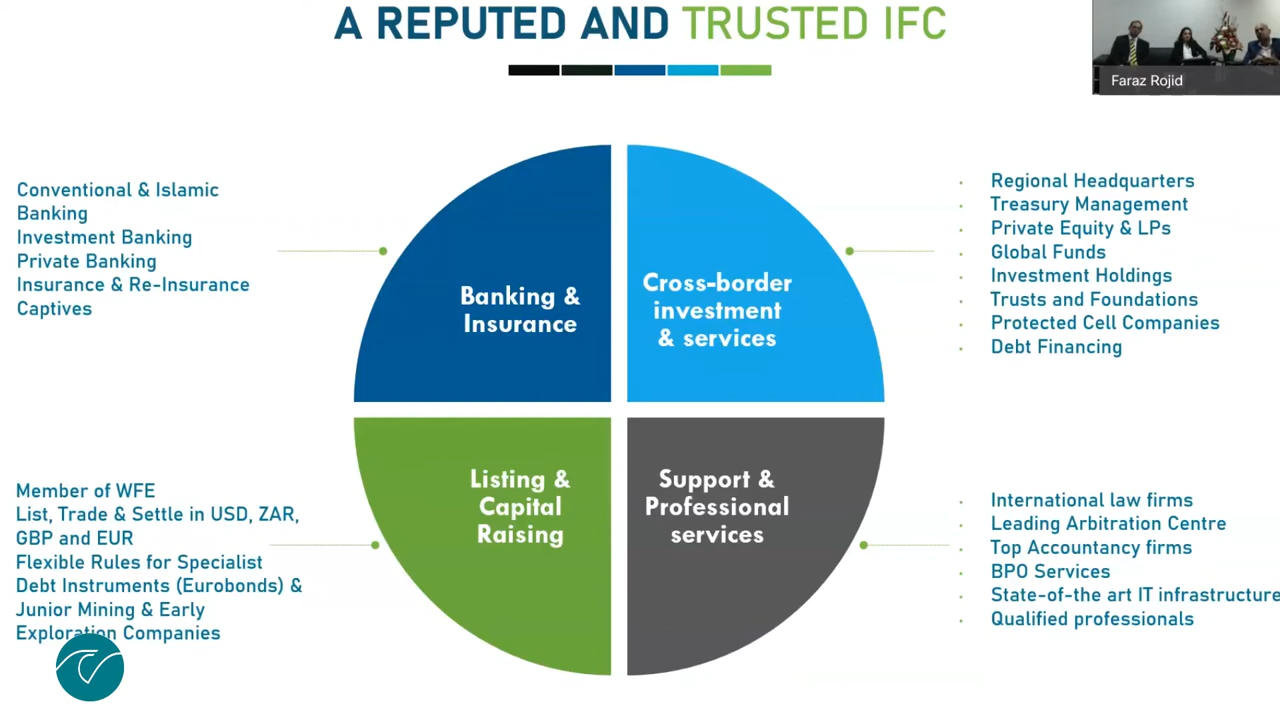 A REPUTED AND TRUSTED IFC
Faraz Rojid
Conventional & Islamic
Banking
Investment Banking
Private Banking
Insurance & Re-Insurance
Captives
Banking &
Insurance
Cross-border
investment
& services
Regional Headquarters
Treasury Management
Private Equity & LPs
Global Funds
Investment Holdings
Trusts and Foundations
Protected Cell Companies
Debt Financing
Member of WFE
List, Trade & Settle in USD, ZAR,
GBP and EUR
Flexible Rules for Specialist
Debt Instruments (Eurobonds) &
Junior Mining & Early
Exploration Companies
Listing &
Capital
Raising
Support &
Professional
services
International law firms
Leading Arbitration Centre
Top Accountancy firms
BPO Services
State-of-the art IT infrastructure
Qualified professionals